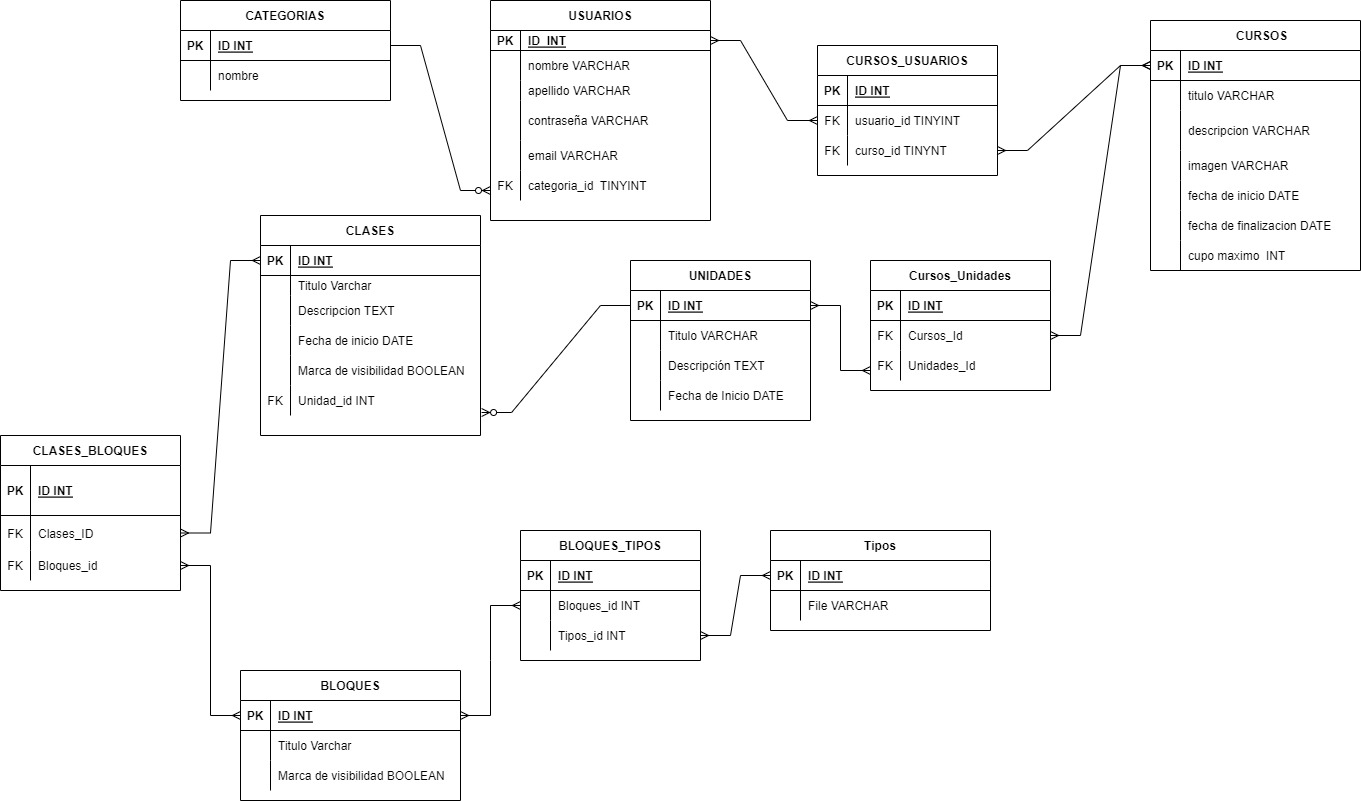 CATEGORIAS
PK ID INT
nombre
USUARIOS
PK ID INT
nombre VARCHAR
apellido VARCHAR
contraseña VARCHAR
email VARCHAR
FK categoria_id TINYINT
CURSOS_USUARIOS
PK ID INT
FK usuario_id TINYINT
FK curso_id TINYNT
CURSOS
PK ID INT
titulo VARCHAR
descripcion VARCHAR
imagen VARCHAR
fecha de inicio DATE
fecha de finalizacion DATE
cupo maximo INT
CLASES
PK ID INT
Titulo Varchar
Descripcion TEXT
Fecha de inicio DATE
Marca de visibilidad BOOLEAN
FK Unidad_id INT
UNIDADES
PK ID INT
Titulo VARCHAR
Descripción TEXT
Fecha de Inicio DATE
Cursos_Unidades
PK ID INT
FK Cursos_Id
FK Unidades_Id
CLASES_BLOQUES
PK ID INT
FK Clases_ID
FK Bloques_id
BLOQUES_TIPOS
PK ID INT
Bloques_id INT
Tipos_id INT
Tipos
PK ID INT
File VARCHAR
BLOQUES
PK ID INT
Titulo Varchar
Marca de visibilidad BOOLEAN